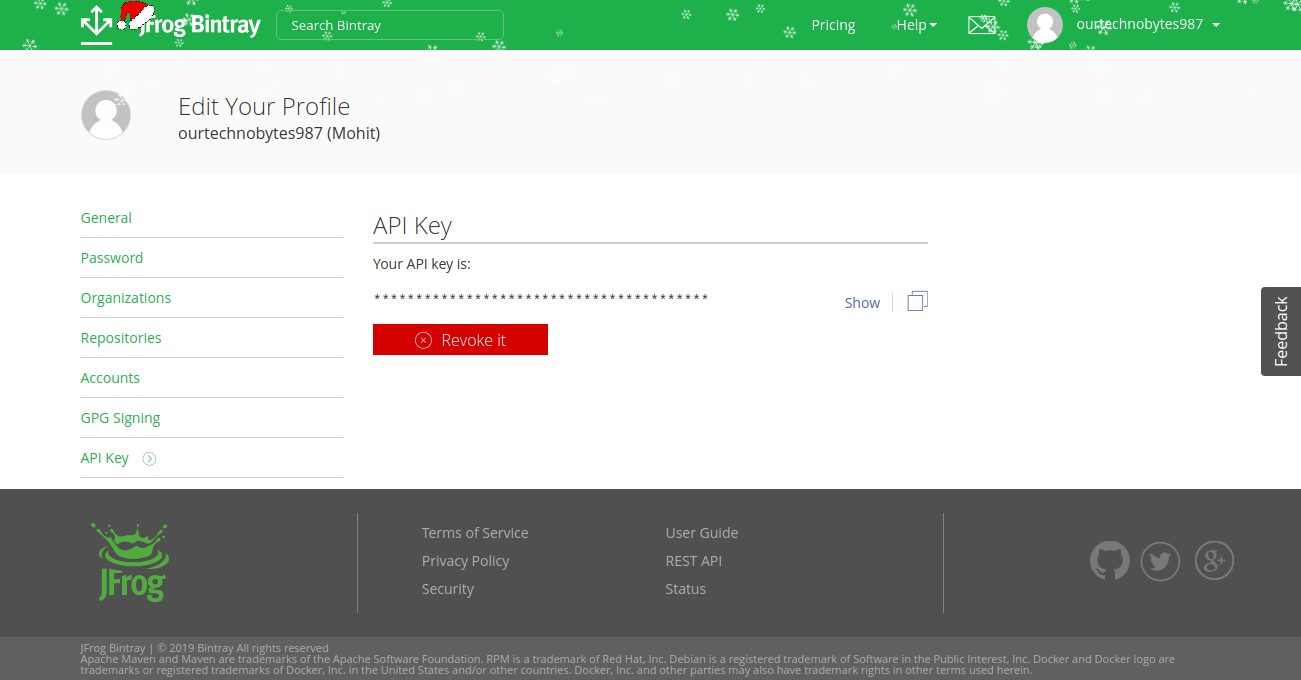 JFrog Bintray
Search Bintray
Pricing
Help
ourtechnobytes987
Edit Your Profile
ourtechnobytes987 (Mohit)
General
Password
Organizations
Repositories
Accounts
GPG Signing
API Key
API Key
Your API key is:
****************************************
Show
Revoke it
Feedback
JFrog
Terms of Service
Privacy Policy
Security
User Guide
REST API
Status
g+
JFrog Bintray | © 2019 Bintray All rights reserved
Apache Maven and Maven are trademarks of the Apache Software Foundation. RPM is a trademark of Red Hat, Inc. Debian is a registered trademark of Software in the Public Interest, Inc. Docker and Docker logo are
trademarks or registered trademarks of Docker, Inc. in the United States and/or other countries. Docker, Inc. and other parties may also have trademark rights in other terms used herein.